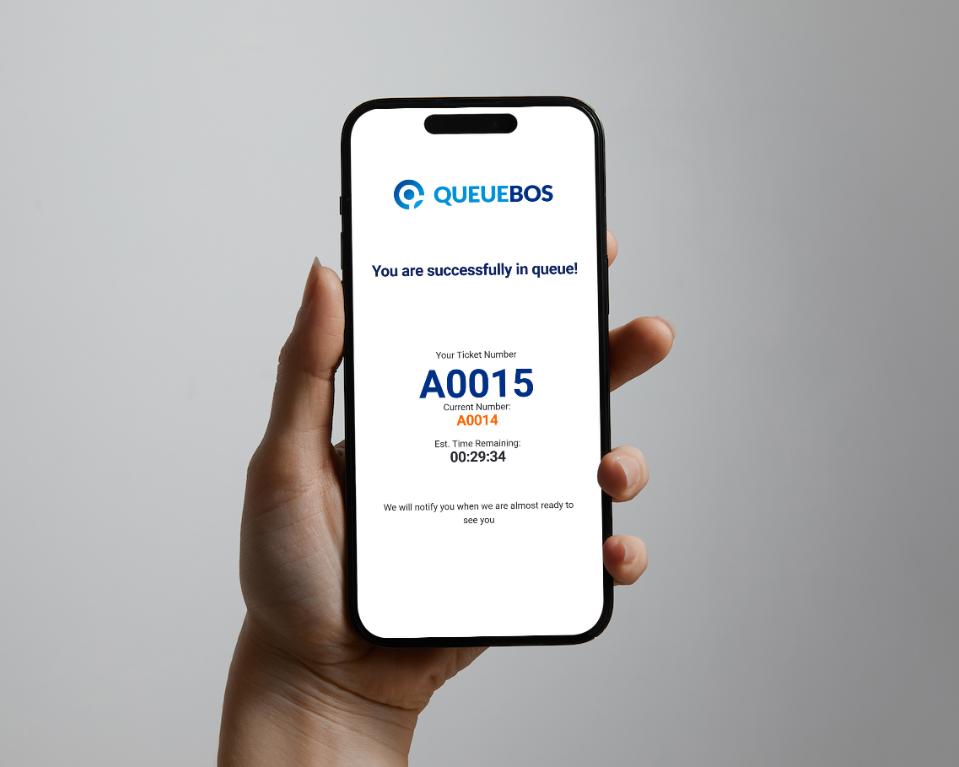 QUEUEBOS
You are successfully in queue!
Your Ticket Number
A0015
Current Number:
A0014
Est. Time Remaining:
00:29:34
We will notify you when we are almost ready to
see you